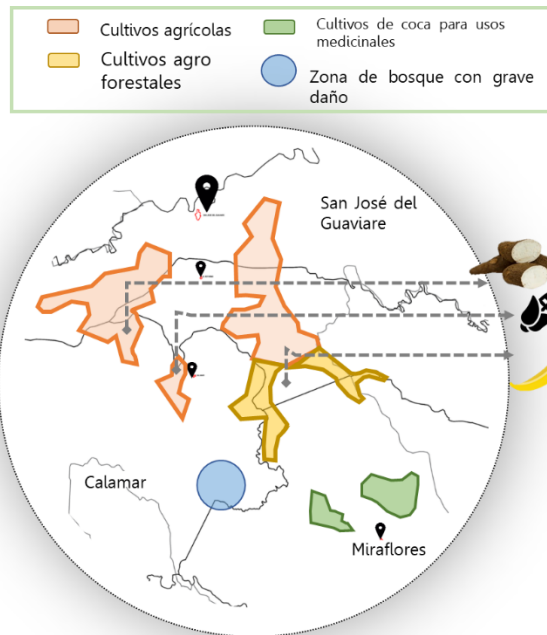 Cultivos agrícolas
Cultivos agro
forestales
Cultivos de coca para usos
medicinales
Zona de bosque con grave
daño
San José del
Guaviare
Calamar
Miraflores